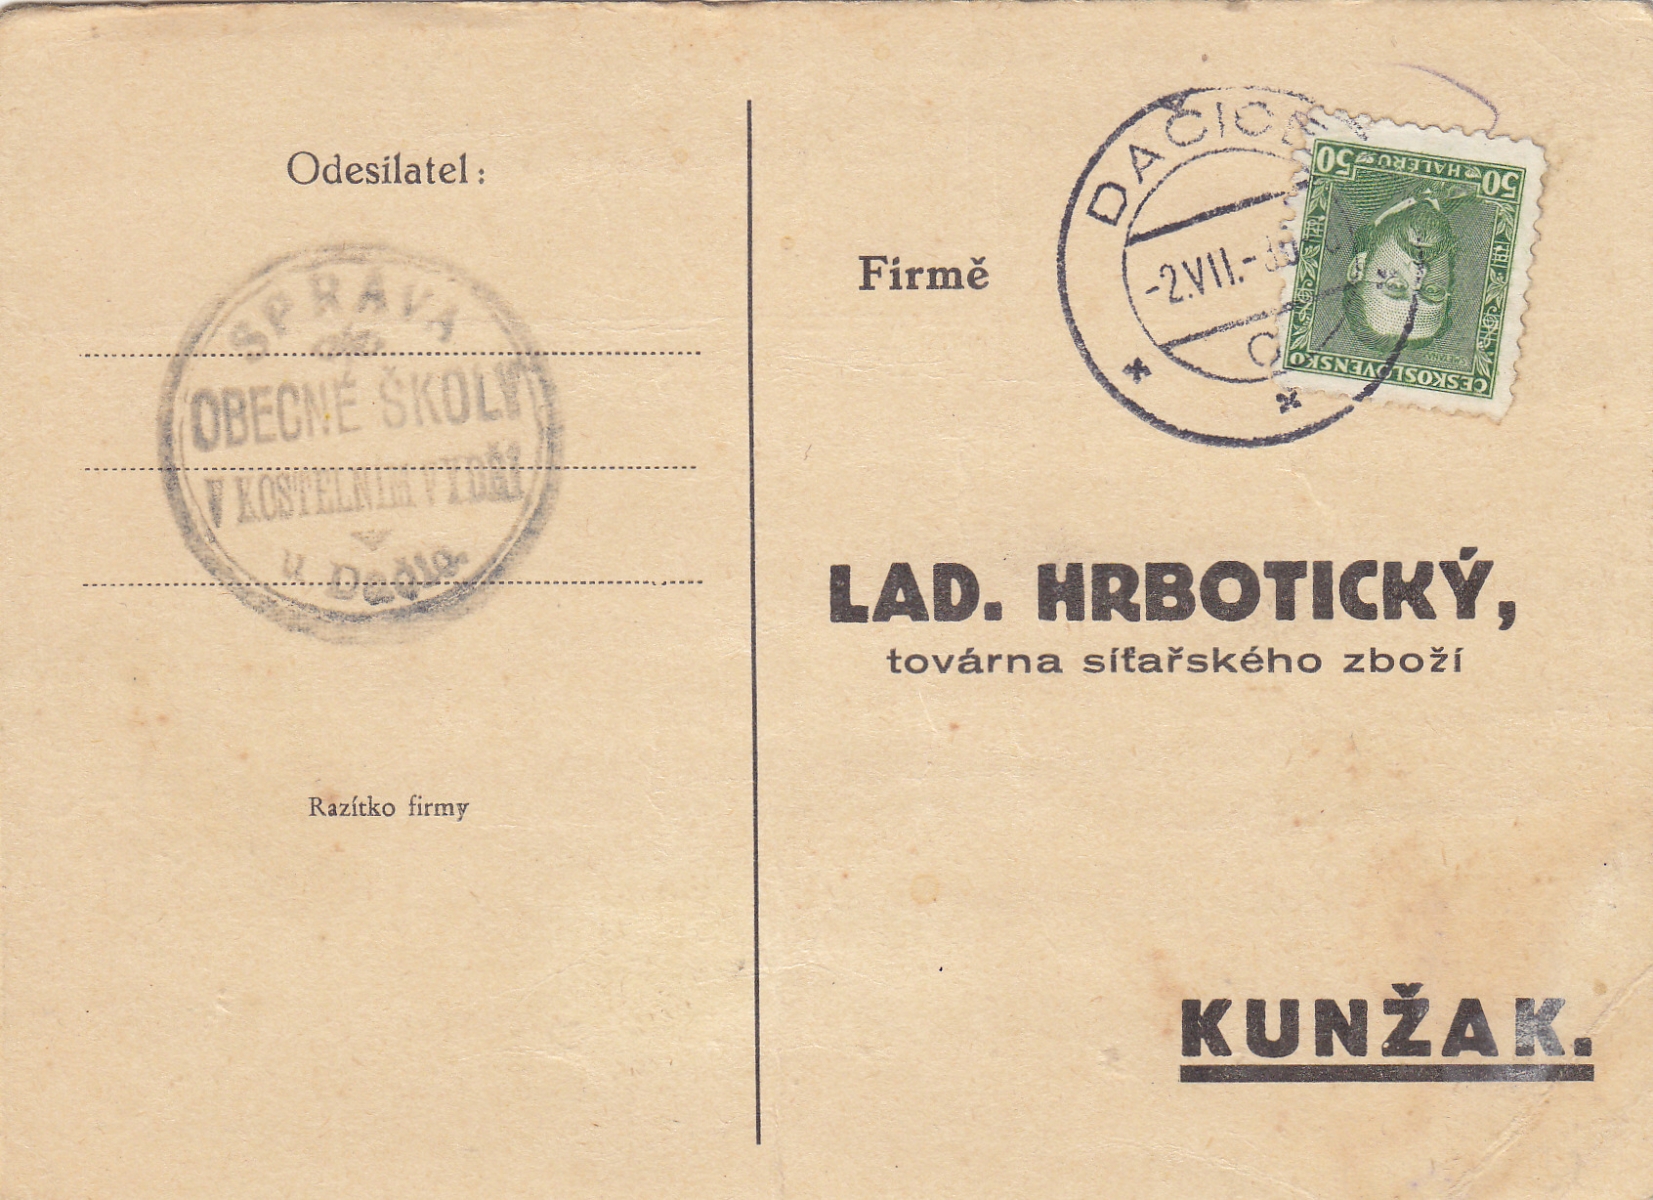 Odesílatel:
SPRÁVA
OBECNÉ ŠKOLY
V KOSTELNÍM VYDŘÍ
u Dačic
Razítko firmy
DAČICE
-2.VII.-
50 HALÉŘŮ 50
ČESKOSLOVENSKO
Firmě
LAD. HRBOTICKÝ,
továrna síťařského zboží
KUNŽAK.